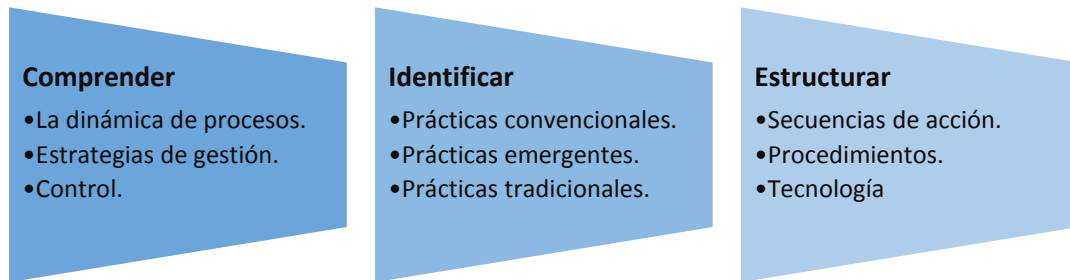 Comprender
•La dinámica de procesos.
•Estrategias de gestión.
•Control.
Identificar
•Prácticas convencionales.
•Prácticas emergentes.
•Prácticas tradicionales.
Estructurar
•Secuencias de acción.
•Procedimientos.
•Tecnología